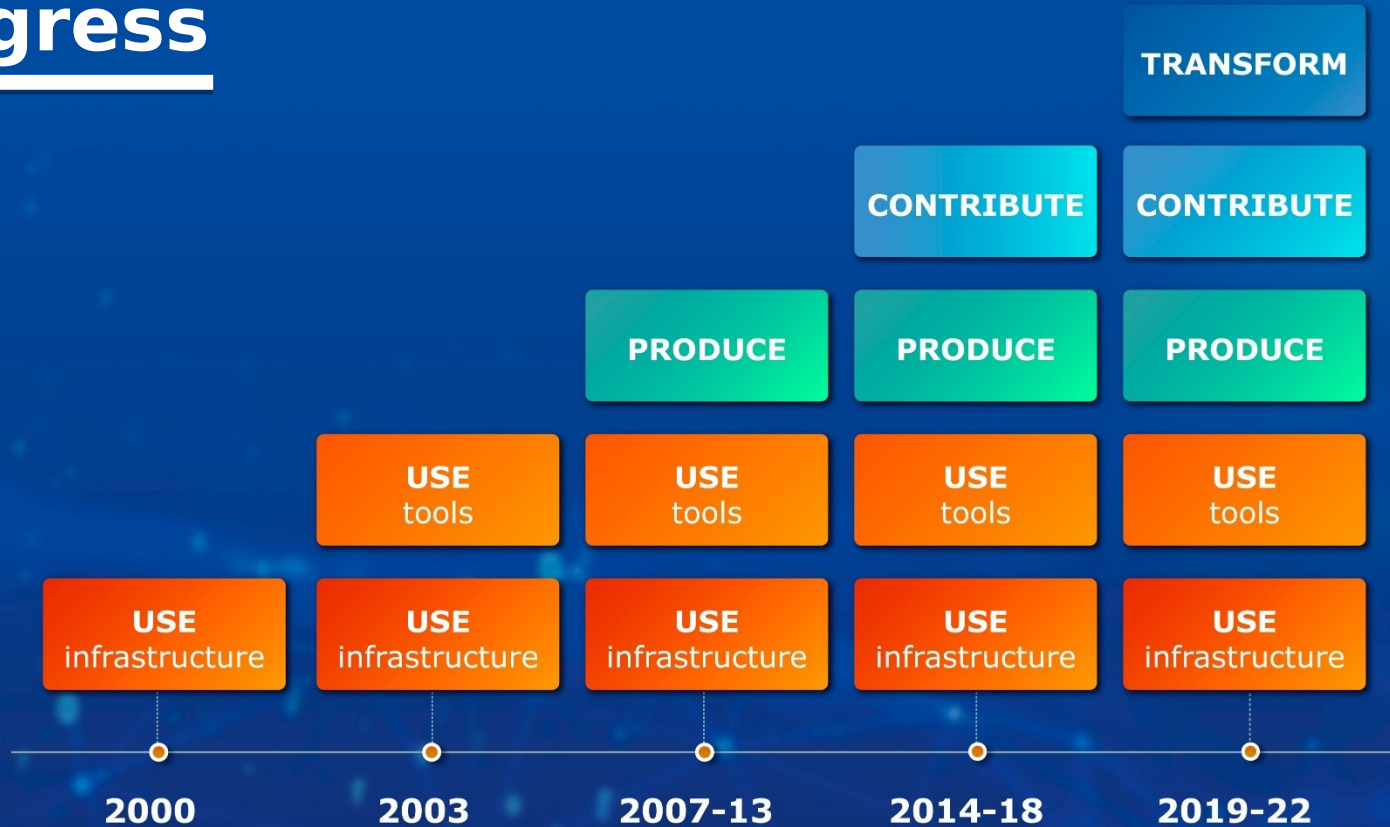 gress
TRANSFORM
CONTRIBUTE CONTRIBUTE
PRODUCE PRODUCE PRODUCE
USE USE USE USE
tools tools tools tools
USE USE USE USE USE
infrastructure infrastructure infrastructure infrastructure infrastructure
2000 2003 2007-13 2014-18 2019-22